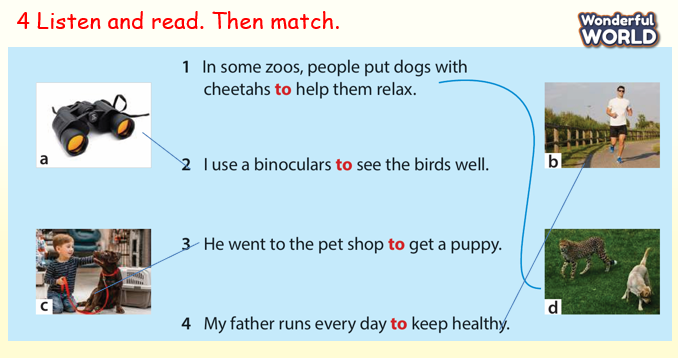 4 Listen and read. Then match.
Wonderful
WORLD
1 In some zoos, people put dogs with
cheetahs to help them relax.
a
b
2 I use a binoculars to see the birds well.
3 He went to the pet shop to get a puppy.
c
d
4 My father runs every day to keep healthy.